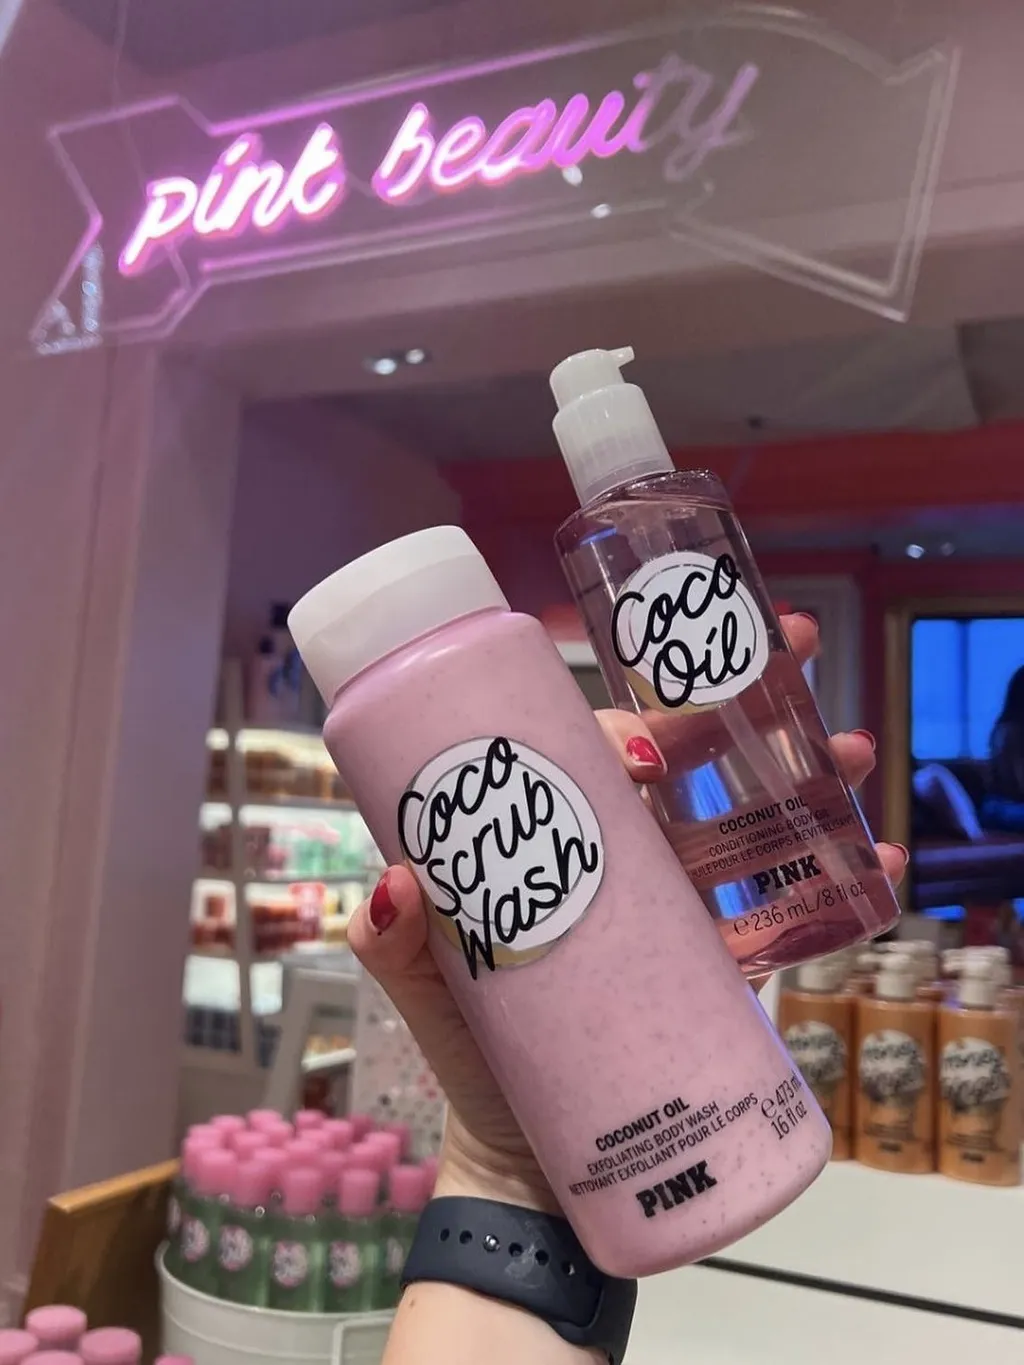 pink beauty
Coco
Oil
COCONUT OIL
CONDITIONING BODY OIL
HUILE POUR LE CORPS REVITALISANTE
PINK
℮ 236 mL/8 fl oz
Coco
Scrub
Wash
COCONUT OIL
EXFOLIATING BODY WASH
NETTOYANT EXFOLIANT POUR LE CORPS
PINK
℮ 473 mL
16 fl oz